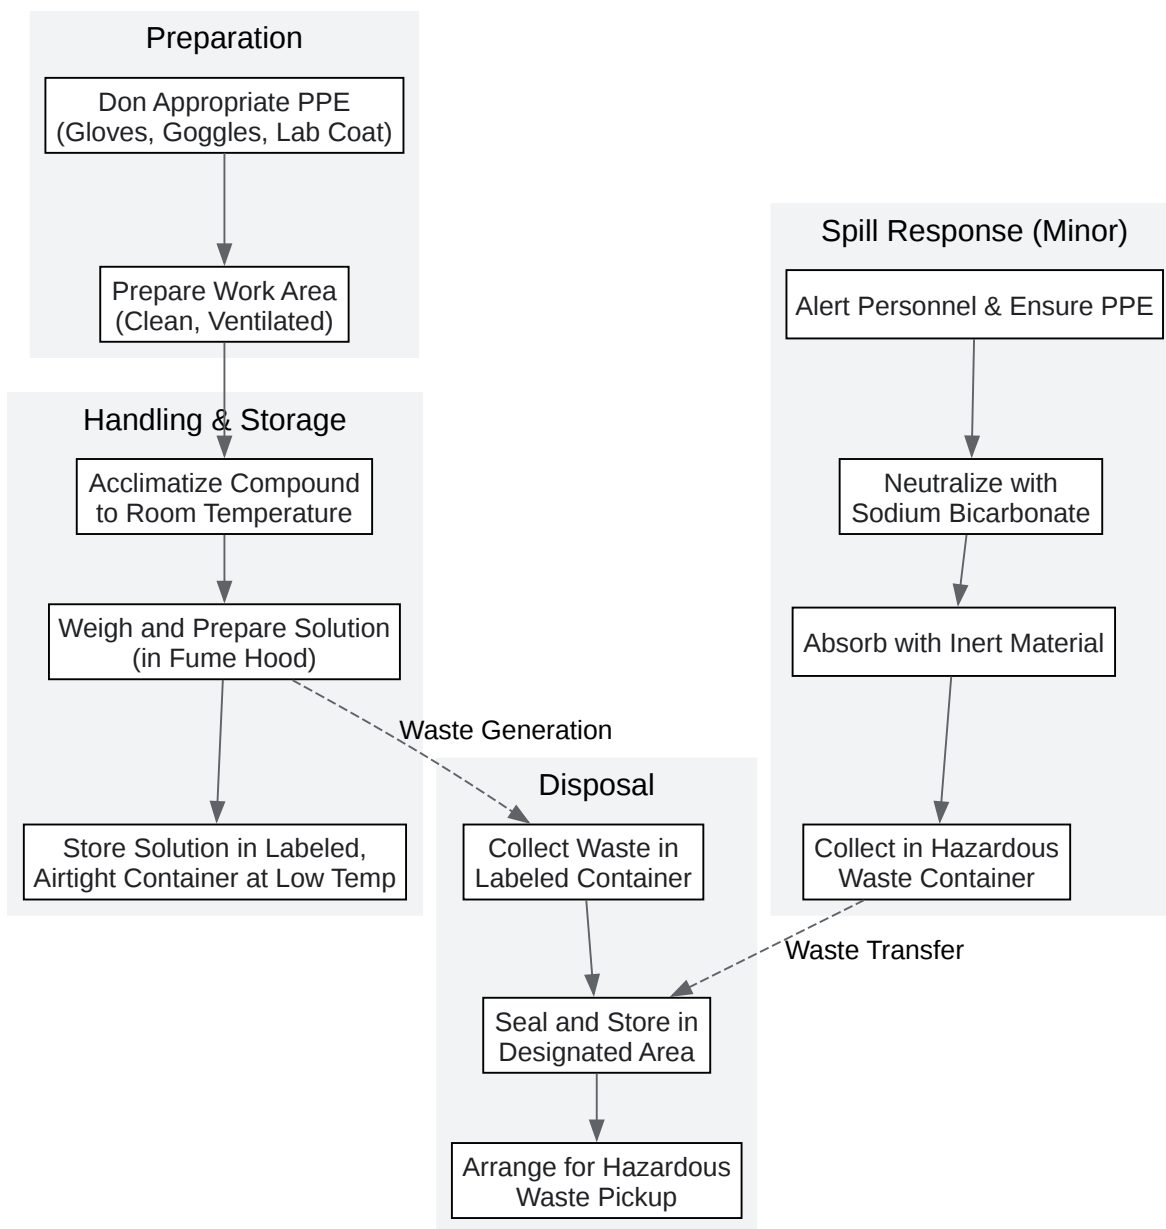 Preparation
Don Appropriate PPE
(Gloves, Goggles, Lab Coat)
Prepare Work Area
(Clean, Ventilated)
Handling & Storage
Acclimatize Compound
to Room Temperature
Weigh and Prepare Solution
(in Fume Hood)
Waste Generation
Store Solution in Labeled,
Airtight Container at Low Temp
Spill Response (Minor)
Alert Personnel & Ensure PPE
Neutralize with
Sodium Bicarbonate
Absorb with Inert Material
Collect in Hazardous
Waste Container
Waste Transfer
Disposal
Collect Waste in
Labeled Container
Seal and Store in
Designated Area
Arrange for Hazardous
Waste Pickup